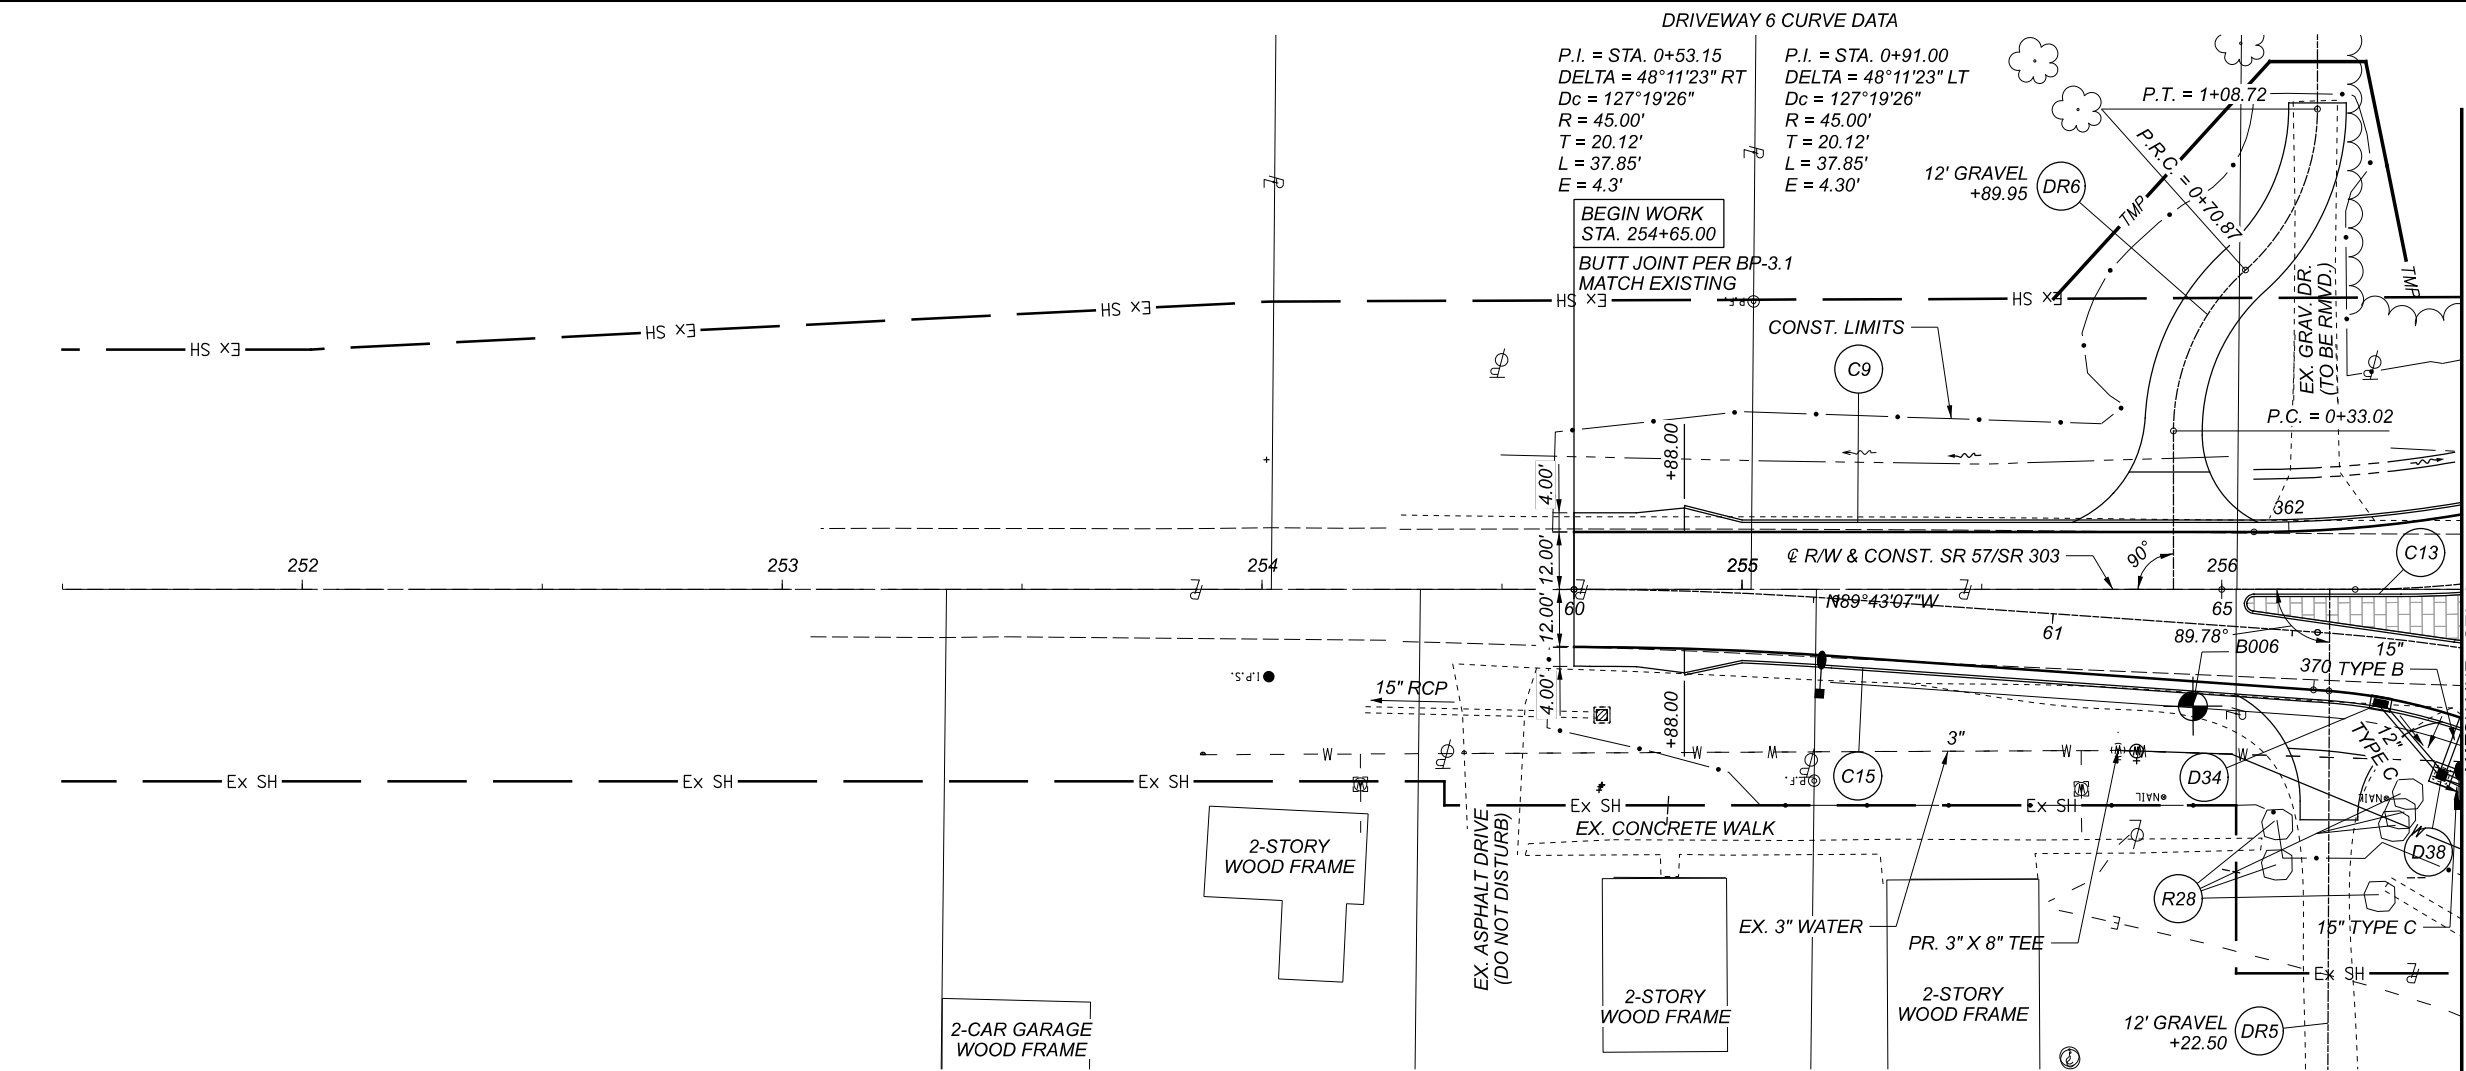 DRIVEWAY 6 CURVE DATA
P.I. = STA. 0+53.15
DELTA = 48°11'23" RT
Dc = 127°19'26"
R = 45.00'
T = 20.12'
L = 37.85'
E = 4.3'
P.I. = STA. 0+91.00
DELTA = 48°11'23" LT
Dc = 127°19'26"
R = 45.00'
T = 20.12'
L = 37.85'
E = 4.30'
BEGIN WORK
STA. 254+65.00
BUTT JOINT PER BP-3.1
MATCH EXISTING
P.T. = 1+08.72
P.R.C. = 0+70.87
12' GRAVEL
+89.95
DR6
TMP
TMP
EX. GRAV. DR.
(TO BE RMVD.)
P.C. = 0+33.02
Ex SH
Ex SH
Ex SH
Ex SH
Ex SH
I.P.F.
CONST. LIMITS
C9
+88.00
4.00'
12.00'
12.00'
4.00'
+88.00
362
C13
℄ R/W & CONST. SR 57/SR 303
90°
252
253
254
255
256
60
N89°43'07"W
61
65
89.78°
B006
15"
370 TYPE B
I.P.S.
15" RCP
W
W
W
W
W
W
W
3"
I.P.F.
C15
D34
12"
TYPE C
NAIL
NAIL
Ex SH
Ex SH
Ex SH
Ex SH
Ex SH
EX. CONCRETE WALK
2-STORY
WOOD FRAME
EX. ASPHALT DRIVE
(DO NOT DISTURB)
W
D38
R28
EX. 3" WATER
PR. 3" X 8" TEE
15" TYPE C
Ex SH
2-STORY
WOOD FRAME
2-STORY
WOOD FRAME
2-CAR GARAGE
WOOD FRAME
12' GRAVEL
+22.50
DR5